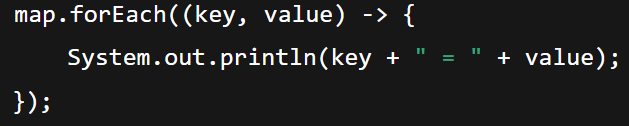 map.forEach((key, value) -> {
    System.out.println(key + " = " + value);
});